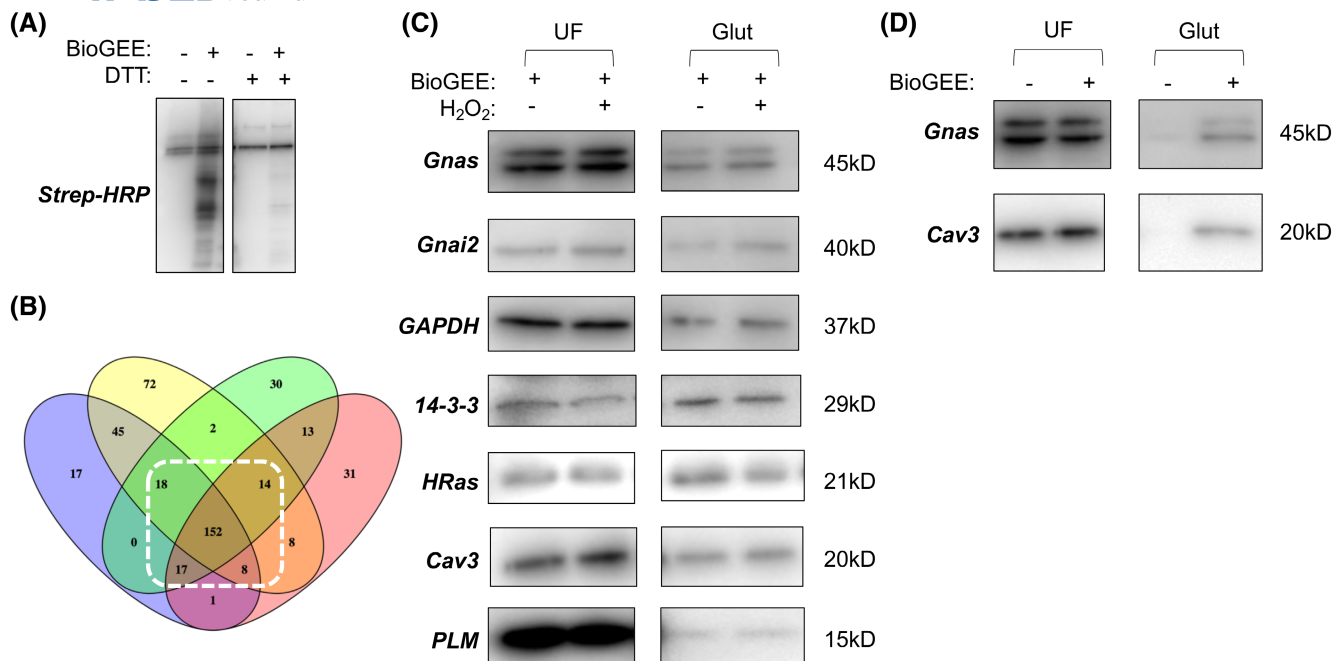 (A)
BioGEE: - + - +
DTT: - - + +
Strep-HRP
(B)
72
30
45
2
13
17
31
18
14
152
0
8
17
8
1
(C)
UF Glut
BioGEE: + + + +
H₂O₂: - + - +
Gnas 45kD
Gnai2 40kD
GAPDH 37kD
14-3-3 29kD
HRas 21kD
Cav3 20kD
PLM 15kD
(D)
UF Glut
BioGEE: - + - +
Gnas 45kD
Cav3 20kD